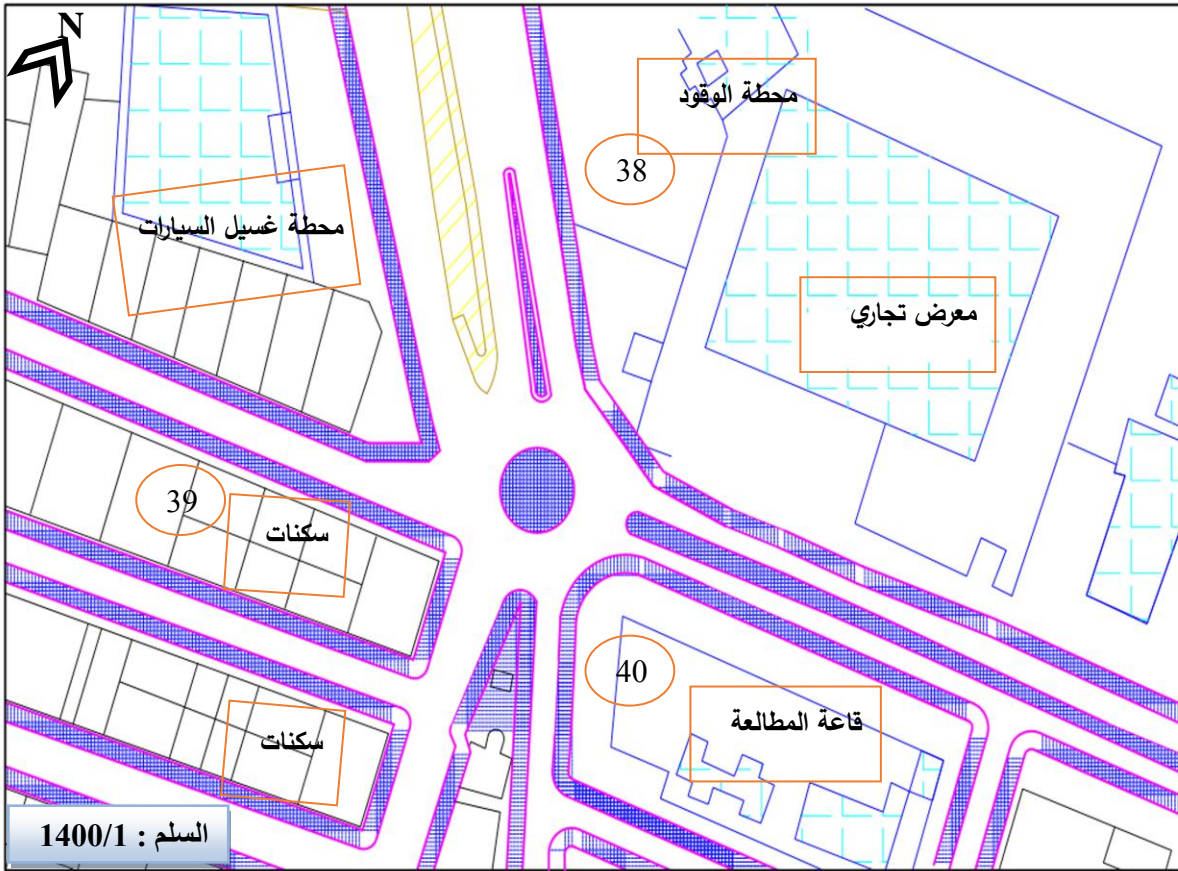 N
محطة الوقود
38
محطة غسيل السيارات
معرض تجاري
39
سكنات
40
قاعة المطالعة
سكنات
السلم : 1400/1